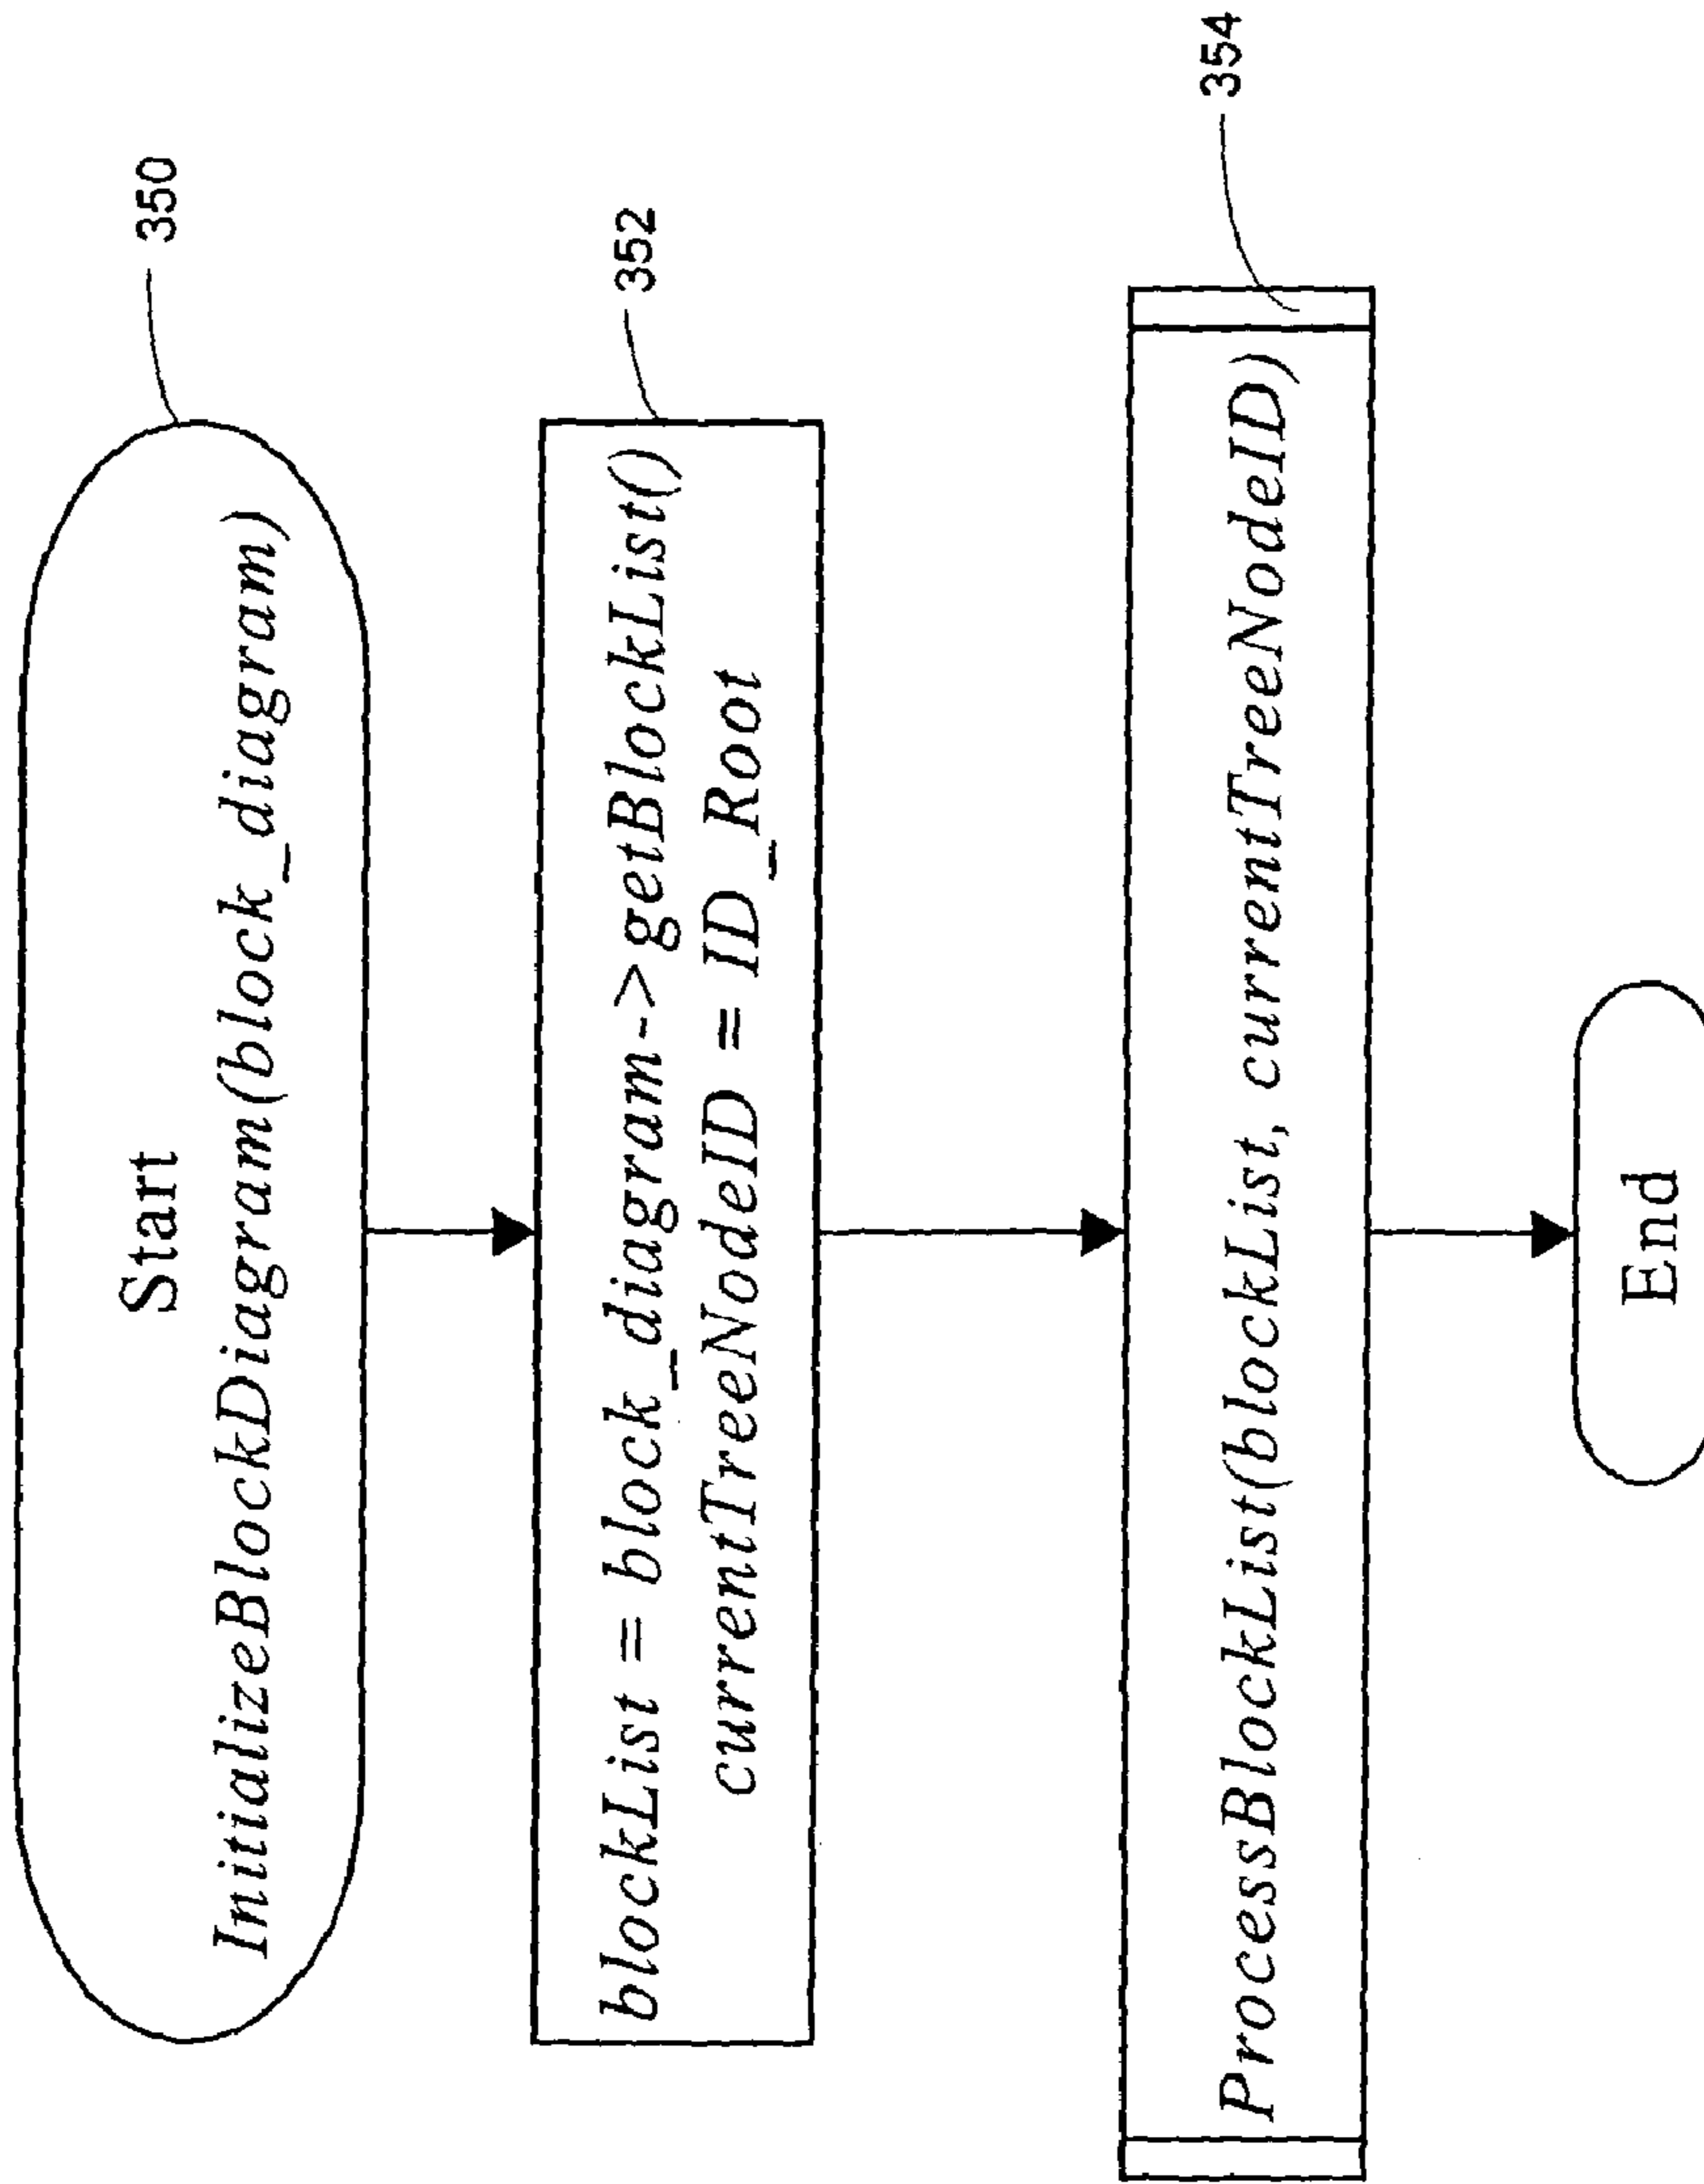 Start
InitializeBlockDiagram(block_diagram)
350
blockList = block_diagram->getBlockList()
currentTreeNodeID = ID_Root
352
ProcessBlockList(blockList, currentTreeNodeID)
354
End